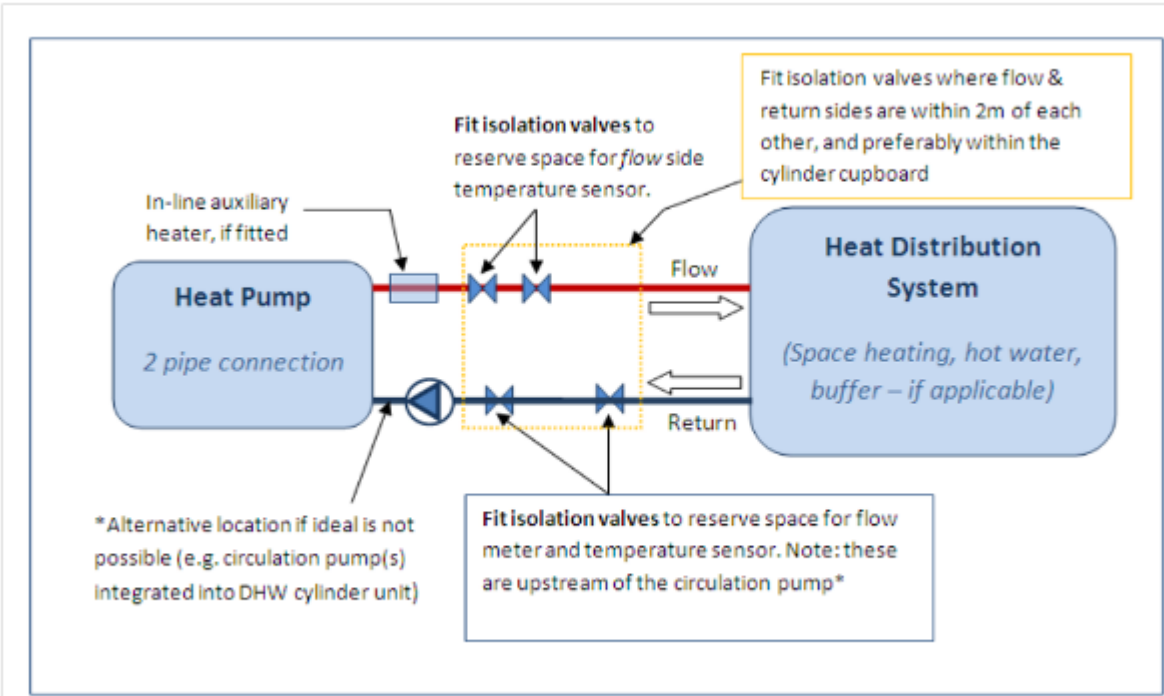 Fit isolation valves where flow &
return sides are within 2m of each
other, and preferably within the
cylinder cupboard
Fit isolation valves to
reserve space for flow side
temperature sensor.
In-line auxiliary
heater, if fitted
Heat Pump
2 pipe connection
Flow
Return
Heat Distribution
System
(Space heating, hot water,
buffer – if applicable)
*Alternative location if ideal is not
possible (e.g. circulation pump(s)
integrated into DHW cylinder unit)
Fit isolation valves to reserve space for flow
meter and temperature sensor. Note: these
are upstream of the circulation pump*